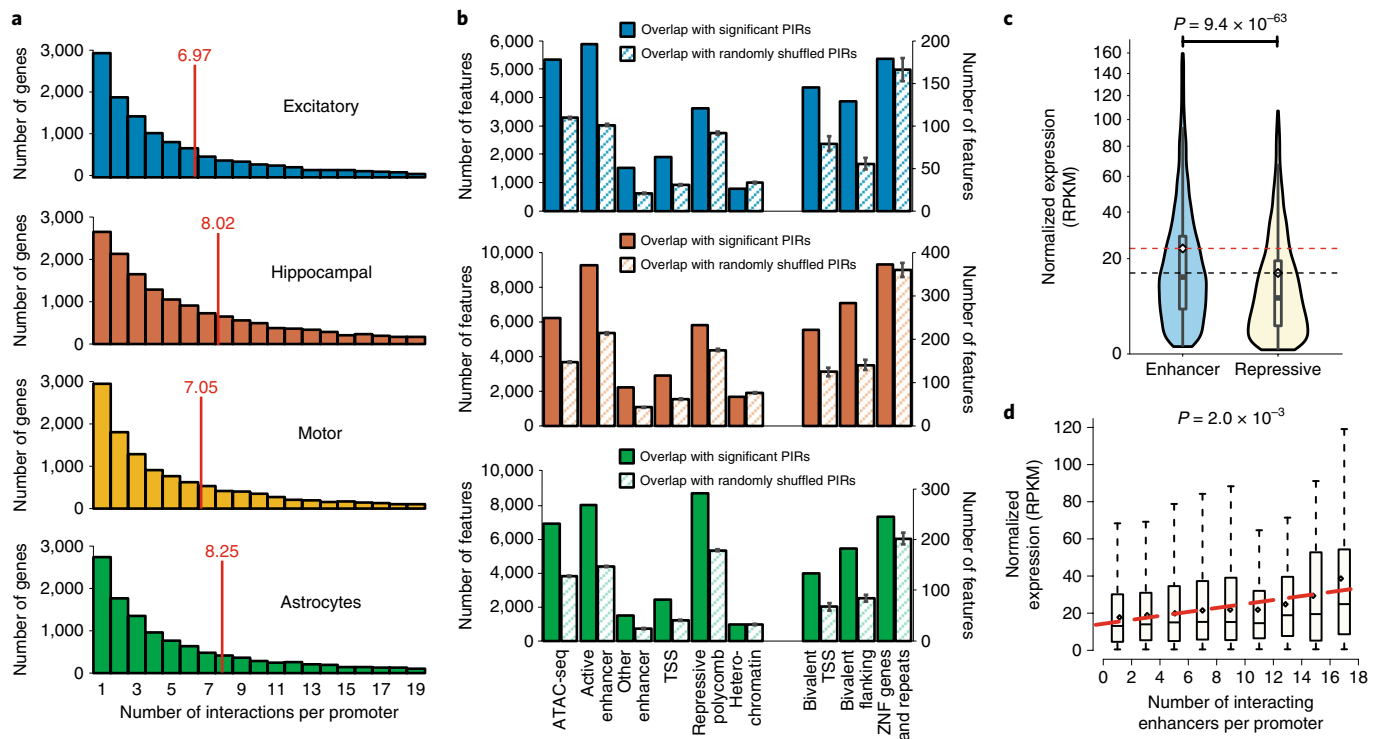 a
Number of genes
3,000
2,000
1,000
0
6.97
Excitatory
Number of genes
3,000
2,000
1,000
0
8.02
Hippocampal
Number of genes
3,000
2,000
1,000
0
7.05
Motor
Number of genes
3,000
2,000
1,000
0
8.25
Astrocytes
1 3 5 7 9 11 13 15 17 19
Number of interactions per promoter
b
Overlap with significant PIRs
Overlap with randomly shuffled PIRs
Number of features
6,000
5,000
4,000
3,000
2,000
1,000
0
200
150
100
50
0
Number of features
Overlap with significant PIRs
Overlap with randomly shuffled PIRs
Number of features
10,000
8,000
6,000
4,000
2,000
0
400
300
200
100
0
Number of features
Overlap with significant PIRs
Overlap with randomly shuffled PIRs
Number of features
10,000
8,000
6,000
4,000
2,000
0
300
200
100
0
Number of features
ATAC-seq
Active
enhancer
Other
enhancer
TSS
Repressive
polycomb
Hetero-
chromatin
Bivalent
TSS
Bivalent
flanking
ZNF genes
and repeats
c
P = 9.4 × 10⁻⁶³
Normalized expression
(RPKM)
160
140
120
100
80
60
40
20
0
Enhancer Repressive
d
P = 2.0 × 10⁻³
Normalized
expression (RPKM)
120
100
80
60
40
20
0
0 2 4 6 8 10 12 14 16 18
Number of interacting
enhancers per promoter